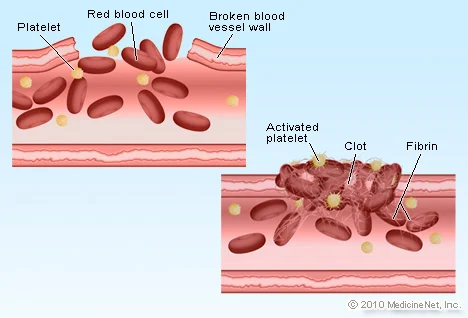 Platelet
Red blood cell
Broken blood
vessel wall
Activated
platelet
Clot
Fibrin
© 2010 MedicineNet, Inc.